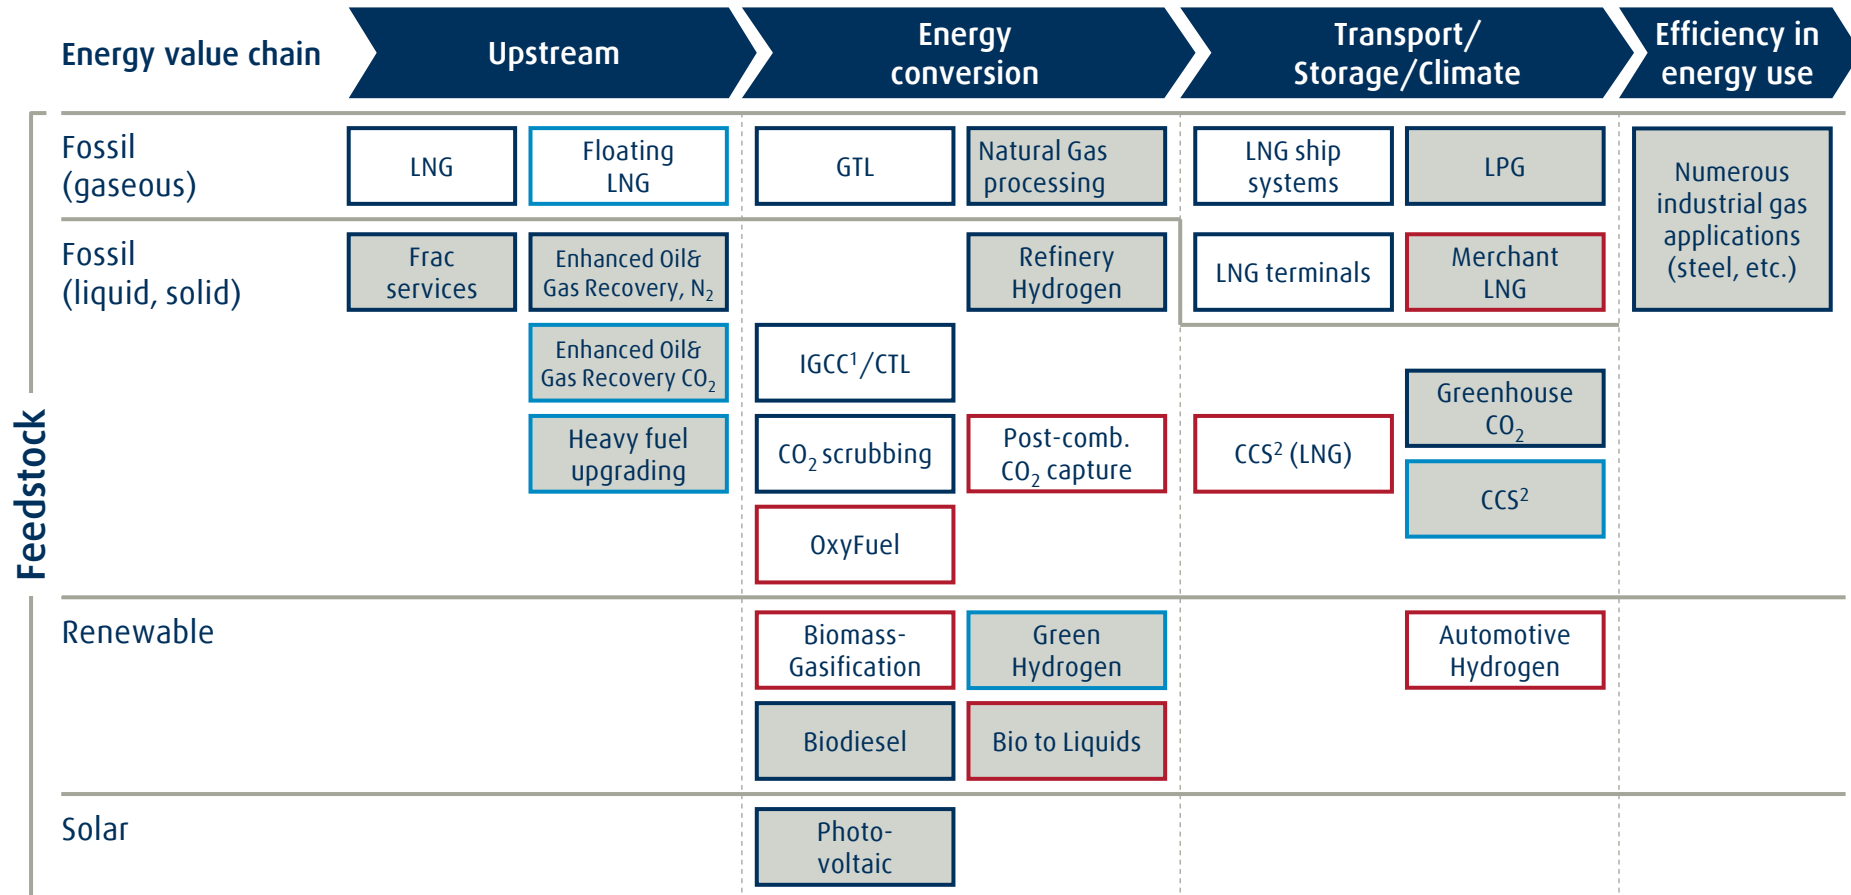 Energy value chain
Upstream
Energy
conversion
Transport/
Storage/Climate
Efficiency in
energy use
Feedstock
Fossil
(gaseous)
LNG
Floating
LNG
GTL
Natural Gas
processing
LNG ship
systems
LPG
Numerous
industrial gas
applications
(steel, etc.)
Fossil
(liquid, solid)
Frac
services
Enhanced Oil&
Gas Recovery, N₂
Refinery
Hydrogen
LNG terminals
Merchant
LNG
Enhanced Oil&
Gas Recovery CO₂
IGCC¹/CTL
Greenhouse
CO₂
Heavy fuel
upgrading
CO₂ scrubbing
Post-comb.
CO₂ capture
CCS² (LNG)
CCS²
OxyFuel
Renewable
Biomass-
Gasification
Green
Hydrogen
Automotive
Hydrogen
Biodiesel
Bio to Liquids
Solar
Photo-
voltaic